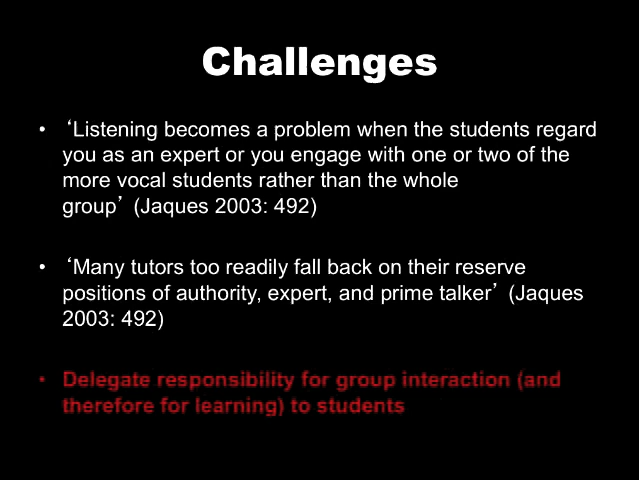 Challenges
• ‘Listening becomes a problem when the students regard
you as an expert or you engage with one or two of the
more vocal students rather than the whole
group’ (Jaques 2003: 492)
• ‘Many tutors too readily fall back on their reserve
positions of authority, expert, and prime talker’ (Jaques
2003: 492)
• Delegate responsibility for group interaction (and
therefore for learning) to students